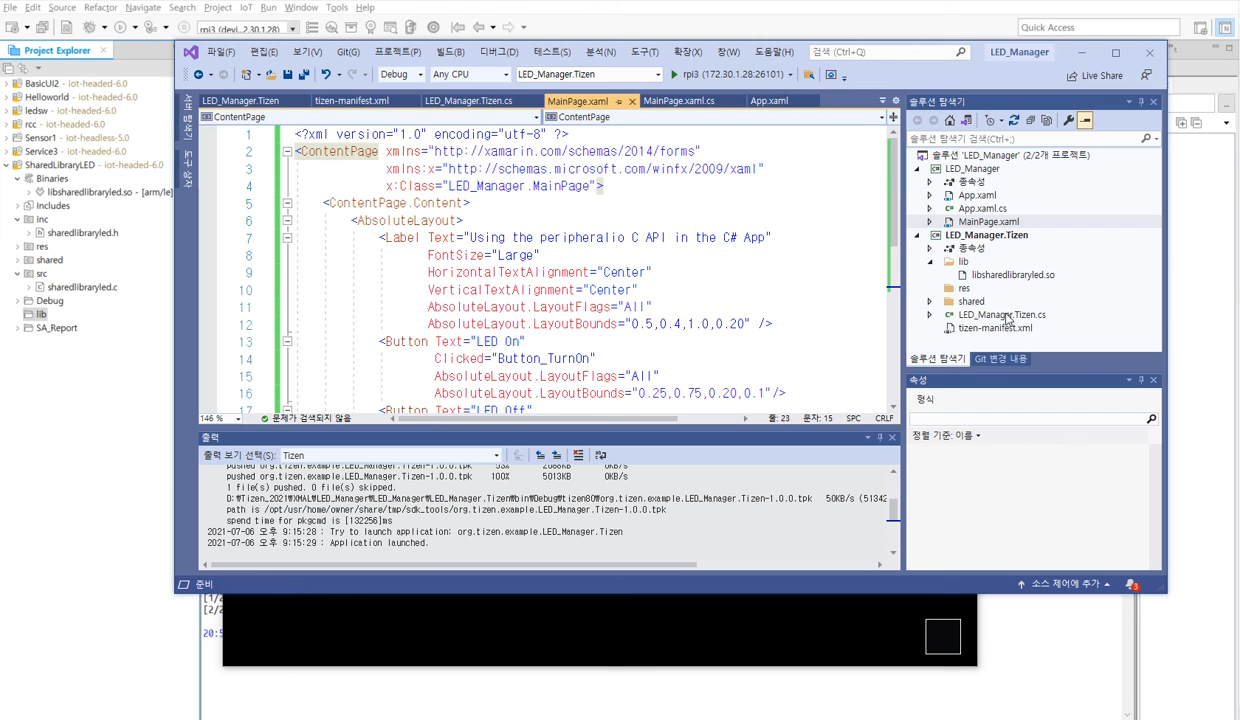 File Edit Source Refactor Navigate Search Project IoT Run Window Tools Help
Quick Access
Project Explorer
BasicUI2 : iot-headed-6.0
Helloworld : iot-headed-6.0
ledsw : iot-headed-6.0
rcc : iot-headed-6.0
Sensor1 : iot-headless-5.0
Service3 : iot-headed-6.0
SharedLibraryLED : iot-headed-6.0
Binaries
libsharedlibraryled.so - [arm/le]
Includes
inc
sharedlibraryled.h
res
shared
src
sharedlibraryled.c
Debug
lib
SA_Report
파일(F) 편집(E) 보기(V) Git(G) 프로젝트(P) 빌드(B) 디버그(D) 테스트(S) 분석(N) 도구(T) 확장(X) 창(W) 도움말(H) 검색 (Ctrl+Q) LED_Manager
Debug Any CPU LED_Manager.Tizen rpi3 (172.30.1.28:26101) Live Share
LED_Manager.Tizen tizen-manifest.xml LED_Manager.Tizen.cs MainPage.xaml MainPage.xaml.cs App.xaml
ContentPage ContentPage
1 <?xml version="1.0" encoding="utf-8" ?>
2 <ContentPage xmlns="http://xamarin.com/schemas/2014/forms"
3 xmlns:x="http://schemas.microsoft.com/winfx/2009/xaml"
4 x:Class="LED_Manager.MainPage">
5 <ContentPage.Content>
6 <AbsoluteLayout>
7 <Label Text="Using the peripheralio C API in the C# App"
8 FontSize="Large"
9 HorizontalTextAlignment="Center"
10 VerticalTextAlignment="Center"
11 AbsoluteLayout.LayoutFlags="All"
12 AbsoluteLayout.LayoutBounds="0.5,0.4,1.0,0.20" />
13 <Button Text="LED On"
14 Clicked="Button_TurnOn"
15 AbsoluteLayout.LayoutFlags="All"
16 AbsoluteLayout.LayoutBounds="0.25,0.75,0.20,0.1"/>
17 <Button Text="LED Off"
146 % 문제가 검색되지 않음 줄: 23 문자: 15 SPC CRLF
출력
출력 보기 선택(S): Tizen
pushed org.tizen.example.LED_Manager.Tizen-1.0.0.tpk 53% 2688KB 0KB/s
pushed org.tizen.example.LED_Manager.Tizen-1.0.0.tpk 100% 5013KB 0KB/s
1 file(s) pushed. 0 file(s) skipped.
D:₩Tizen_2021₩XMAL₩LED_Manager₩LED_Manager₩LED_Manager.Tizen₩bin₩Debug₩tizen80₩org.tizen.example.LED_Manager.Tizen-1.0.0.tpk 50KB/s (51342
path is /opt/usr/home/owner/share/tmp/sdk_tools/org.tizen.example.LED_Manager.Tizen-1.0.0.tpk
spend time for pkgcmd is [132256]ms
2021-07-06 오후 9:15:28 : Try to launch application: org.tizen.example.LED_Manager.Tizen
2021-07-06 오후 9:15:29 : Application launched.
솔루션 탐색기
솔루션 탐색기 검색(Ctrl+;)
솔루션 'LED_Manager' (2/2개 프로젝트)
LED_Manager
종속성
App.xaml
App.xaml.cs
MainPage.xaml
LED_Manager.Tizen
종속성
lib
libsharedlibraryled.so
res
shared
LED_Manager.Tizen.cs
tizen-manifest.xml
솔루션 탐색기 Git 변경 내용
속성
형식
정렬 기준: 이름
준비 소스 제어에 추가 3
[1/2
[2/2
20:5